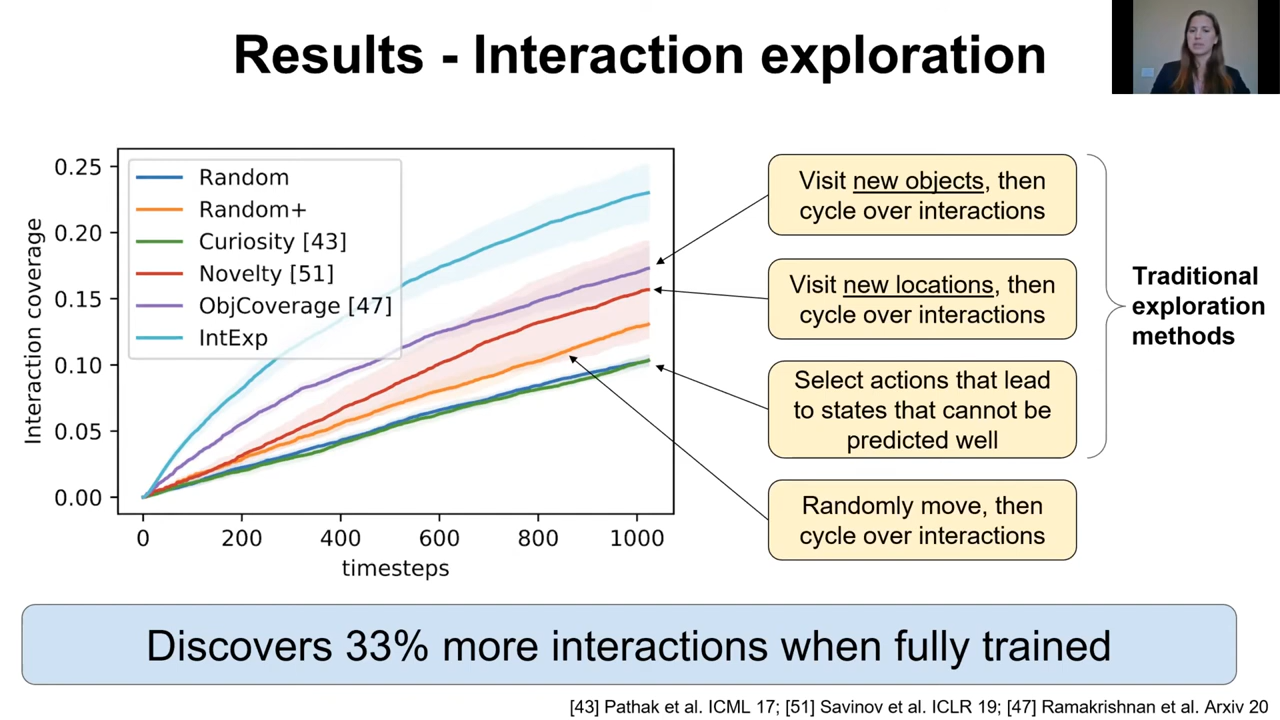 Results - Interaction exploration
Interaction coverage
0.25
0.20
0.15
0.10
0.05
0.00
0
200
400
600
800
1000
timesteps
Random
Random+
Curiosity [43]
Novelty [51]
ObjCoverage [47]
IntExp
Visit new objects, then
cycle over interactions
Visit new locations, then
cycle over interactions
Select actions that lead
to states that cannot be
predicted well
Randomly move, then
cycle over interactions
Traditional
exploration
methods
Discovers 33% more interactions when fully trained
[43] Pathak et al. ICML 17; [51] Savinov et al. ICLR 19; [47] Ramakrishnan et al. Arxiv 20